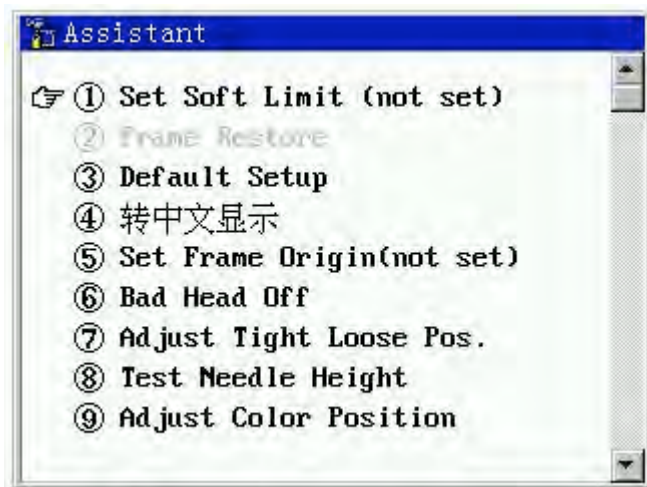 Assistant
① Set Soft Limit (not set)
② Frame Restore
③ Default Setup
④ 转中文显示
⑤ Set Frame Origin(not set)
⑥ Bad Head Off
⑦ Adjust Tight Loose Pos.
⑧ Test Needle Height
⑨ Adjust Color Position